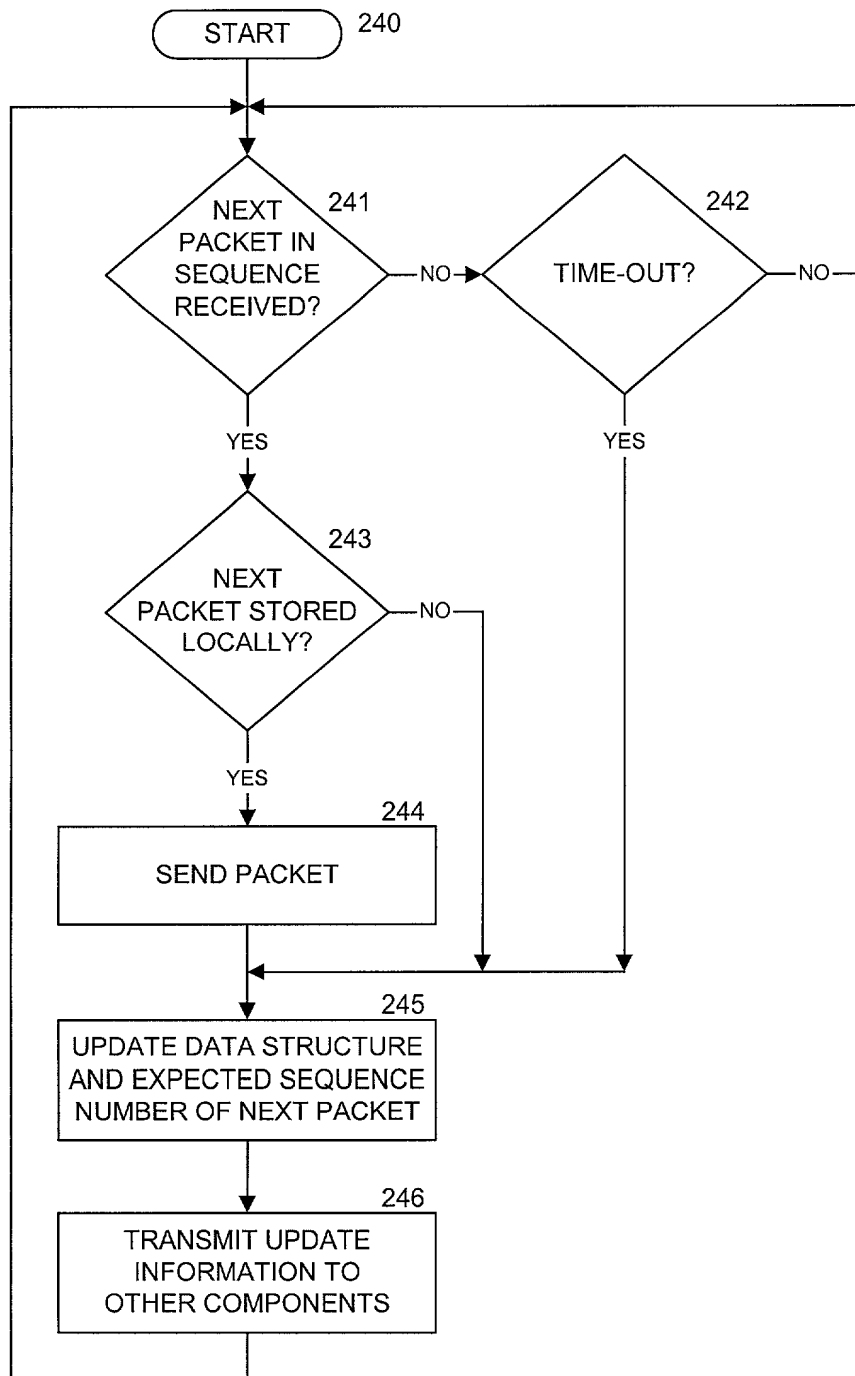 START
240
241
NEXT
PACKET IN
SEQUENCE
RECEIVED?
NO
242
TIME-OUT?
NO
YES
YES
243
NEXT
PACKET STORED
LOCALLY?
NO
YES
244
SEND PACKET
245
UPDATE DATA STRUCTURE
AND EXPECTED SEQUENCE
NUMBER OF NEXT PACKET
246
TRANSMIT UPDATE
INFORMATION TO
OTHER COMPONENTS